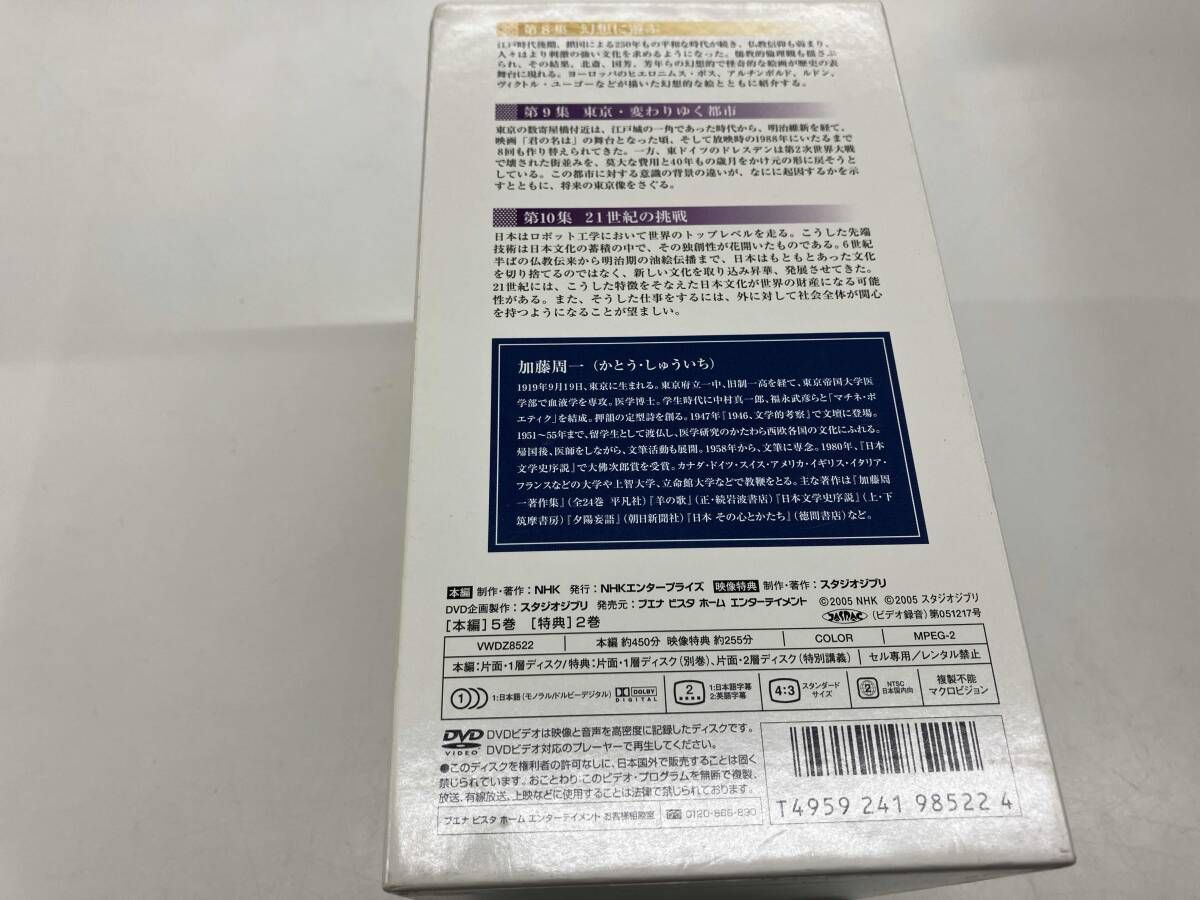 第8集 幻想に遊ぶ
江戸時代後期、鎖国による250年もの平和な時代が続き、仏教信仰も弱まり、
人々はより刺激の強い文化を求めるようになった。儒教的倫理観も揺さぶ
られ、その結果、北斎、国芳、芳年らの幻想的で怪奇的な絵画が歴史の表
舞台に現れる。ヨーロッパのヒエロニムス・ボス、アルチンボルド、ルドン、
ヴィクトル・ユーゴーなどが描いた幻想的な絵とともに紹介する。
第9集 東京・変わりゆく都市
東京の数寄屋橋付近は、江戸城の一角であった時代から、明治維新を経て、
映画「君の名は」の舞台となった頃、そして放映時の1988年にいたるまで
8回も作り替えられてきた。一方、東ドイツのドレスデンは第2次世界大戦
で壊された街並みを、莫大な費用と40年もの歳月をかけ元の形に戻そうと
している。この都市に対する意識の背景の違いが、なにに起因するかを示
すとともに、将来の東京像をさぐる。
第10集 21世紀の挑戦
日本はロボット工学において世界のトップレベルを走る。こうした先端
技術は日本文化の蓄積の中で、その独創性が花開いたものである。6世紀
半ばの仏教伝来から明治期の油絵伝播まで、日本はもともとあった文化
を切り捨てるのではなく、新しい文化を取り込み昇華、発展させてきた。
21世紀には、こうした特徴をそなえた日本文化が世界の財産になる可能
性がある。また、そうした仕事をするには、外に対して社会全体が関心
を持つようになることが望ましい。
加藤周一（かとう・しゅういち）
1919年9月19日、東京に生まれる。東京府立一中、旧制一高を経て、東京帝国大学医
学部で血液学を専攻。医学博士。学生時代に中村真一郎、福永武彦らと「マチネ・ポ
エティク」を結成。押韻の定型詩を創る。1947年『1946、文学的考察』で文壇に登場。
1951〜55年まで、留学生として渡仏し、医学研究のかたわら西欧各国の文化にふれる。
帰国後、医師をしながら、文筆活動も展開。1958年から、文筆に専念。1980年、『日本
文学史序説』で大佛次郎賞を受賞。カナダ・ドイツ・スイス・アメリカ・イギリス・イタリア・
フランスなどの大学や上智大学、立命館大学などで教鞭をとる。主な著作は『加藤周
一著作集』（全24巻 平凡社）『羊の歌』（正・続岩波書店）『日本文学史序説』（上・下
筑摩書房）『夕陽妄語』（朝日新聞社）『日本 その心とかたち』（徳間書店）など。
本編 制作・著作：NHK 発行：NHKエンタープライズ 映像特典 制作・著作：スタジオジブリ
DVD企画製作：スタジオジブリ 発売元：ブエナ ビスタ ホーム エンターテイメント ©2005 NHK ©2005 スタジオジブリ
［本編］5巻 ［特典］2巻 JASRAC （ビデオ録音）第051217号
VWDZ8522 本編 約450分 映像特典 約255分 COLOR MPEG-2
本編：片面・1層ディスク/特典：片面・1層ディスク（別巻）、片面・2層ディスク（特別講義） セル専用/レンタル禁止
1 1:日本語（モノラル/ドルビーデジタル） DOLBY DIGITAL 2 1:日本語字幕 2:英語字幕 4:3 スタンダードサイズ 2 NTSC 日本国内向 複製不能 マクロビジョン
DVD VIDEO DVDビデオは映像と音声を高密度に記録したディスクです。
DVDビデオ対応のプレーヤーで再生してください。
●このディスクを権利者の許可なしに、日本国外で販売することは固く
禁じられています。おことわり このビデオ・プログラムを無断で複製、
放送、有線放送、上映などに使用することは法律で禁じられております。
ブエナ ビスタ ホーム エンターテイメント お客様相談室 0120-865-630
T4959 241 98522 4